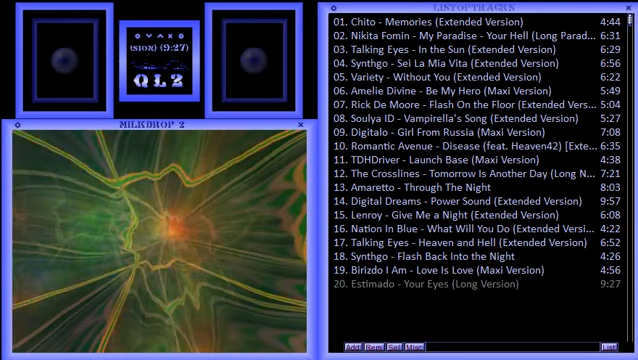 LISTOFTRACKS
01. Chito - Memories (Extended Version) 4:44
02. Nikita Fomin - My Paradise - Your Hell (Long Parad... 6:31
03. Talking Eyes - In the Sun (Extended Version) 6:29
04. Synthgo - Sei La Mia Vita (Extended Version) 6:56
05. Variety - Without You (Extended Version) 6:22
06. Amelie Divine - Be My Hero (Maxi Version) 5:49
07. Rick De Moore - Flash On the Floor (Extended Vers... 5:04
08. Soulya ID - Vampirella's Song (Extended Version) 5:27
09. Digitalo - Girl From Russia (Maxi Version) 7:08
10. Romantic Avenue - Disease (feat. Heaven42) [Exte... 6:35
11. TDHDriver - Launch Base (Maxi Version) 4:38
12. The Crosslines - Tomorrow Is Another Day (Long N... 7:21
13. Amaretto - Through The Night 8:03
14. Digital Dreams - Power Sound (Extended Version) 9:57
15. Lenroy - Give Me a Night (Extended Version) 6:08
16. Nation In Blue - What Will You Do (Extended Versi... 4:22
17. Talking Eyes - Heaven and Hell (Extended Version) 6:52
18. Synthgo - Flash Back Into the Night 4:26
19. Birizdo I Am - Love Is Love (Maxi Version) 4:56
20. Estimado - Your Eyes (Long Version) 9:27
Add Rem Sel Misc List
(SION) (9:27)
QL2
MILKDROP 2